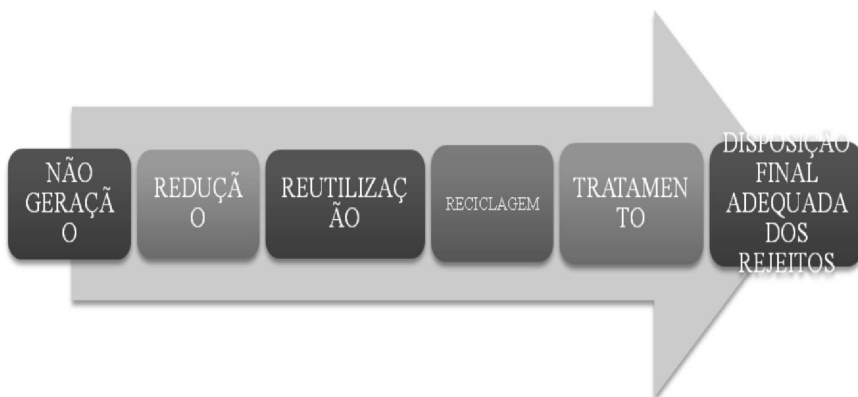 NÃO
GERAÇÃ
O
REDUÇÃ
O
REUTILIZAÇ
ÃO
RECICLAGEM
TRATAMEN
TO
DISPOSIÇÃO
FINAL
ADEQUADA
DOS
REJEITOS